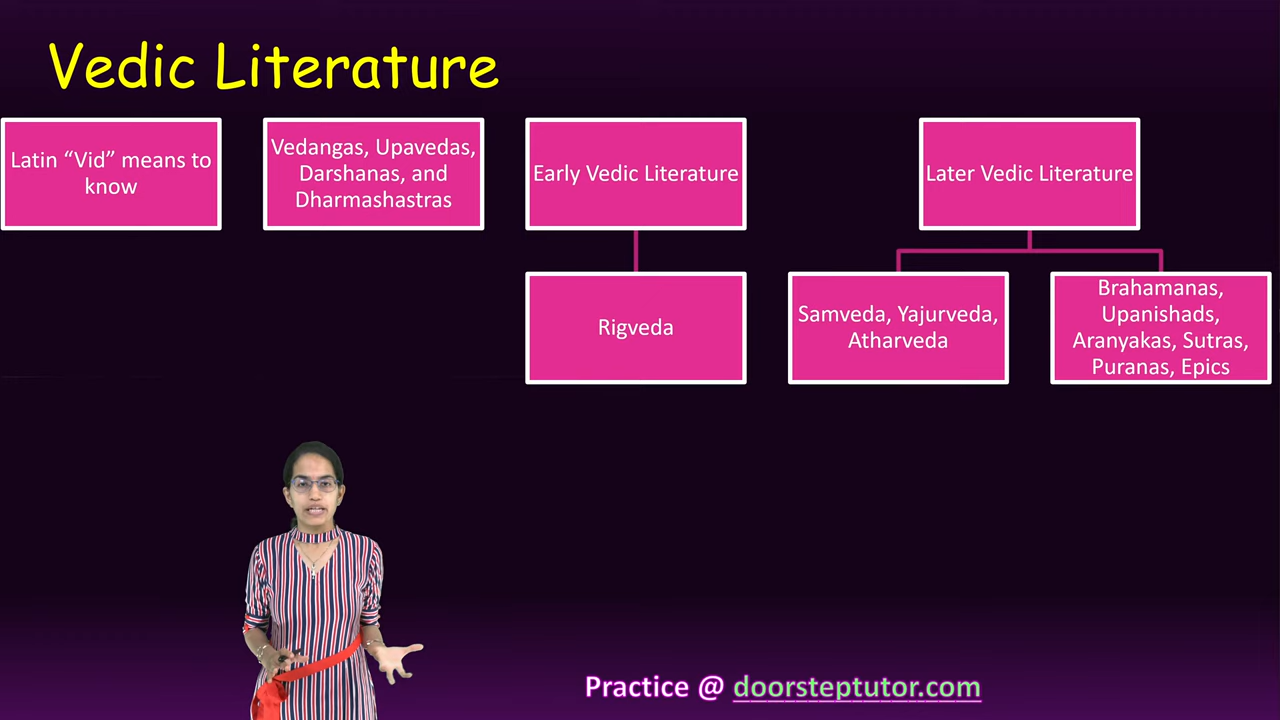 Vedic Literature
Latin “Vid” means to
know
Vedangas, Upavedas,
Darshanas, and
Dharmashastras
Early Vedic Literature
Later Vedic Literature
Rigveda
Samveda, Yajurveda,
Atharveda
Brahamanas,
Upanishads,
Aranyakas, Sutras,
Puranas, Epics
Practice @ doorsteptutor.com